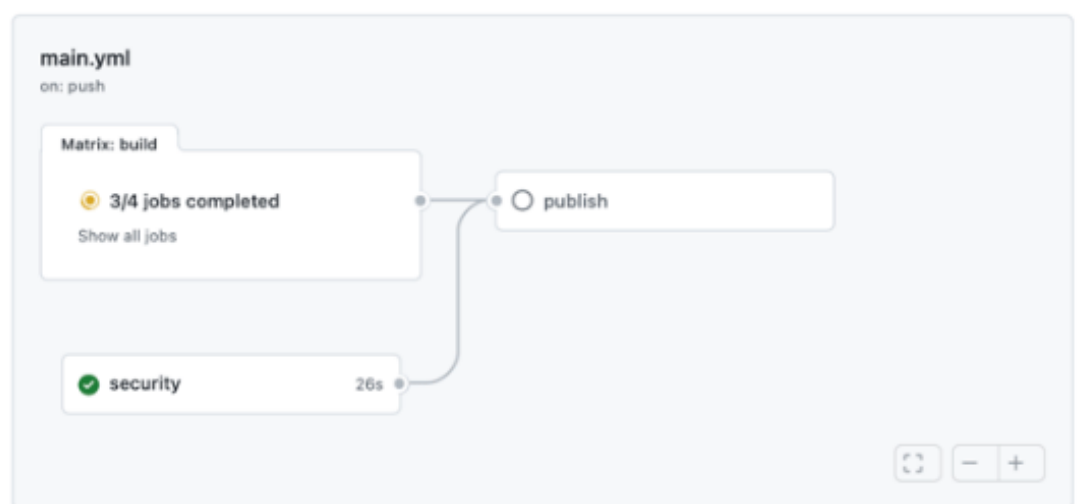 main.yml
on: push
Matrix: build
3/4 jobs completed
Show all jobs
publish
security 26s